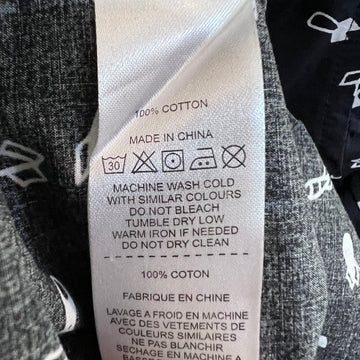 100% COTTON
MADE IN CHINA
30
MACHINE WASH COLD
WITH SIMILAR COLOURS
DO NOT BLEACH
TUMBLE DRY LOW
WARM IRON IF NEEDED
DO NOT DRY CLEAN
100% COTON
FABRIQUE EN CHINE
LAVAGE A FROID EN MACHINE
AVEC DES VETEMENTS DE
COULEURS SIMILAIRES
NE PAS BLANCHIR
SECHAGE EN MACHINE A